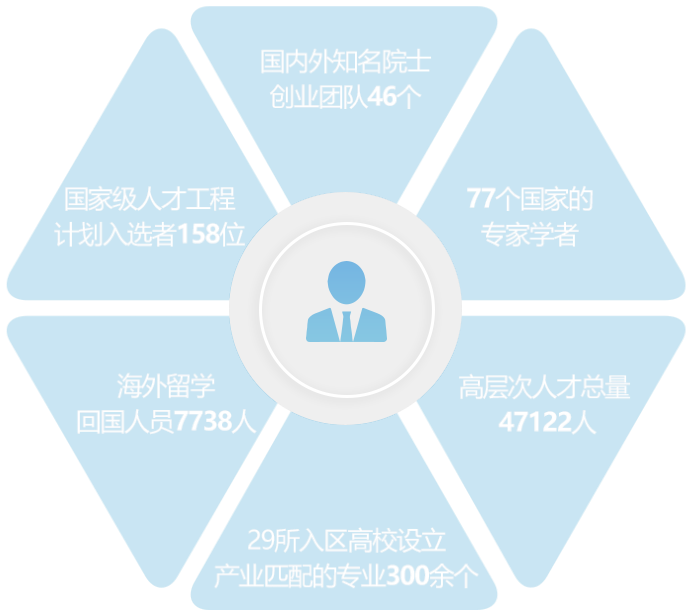 国内外知名院士
创业团队46个
国家级人才工程
计划入选者158位
77个国家的
专家学者
海外留学
回国人员7738人
高层次人才总量
47122人
29所入区高校设立
产业匹配的专业300余个